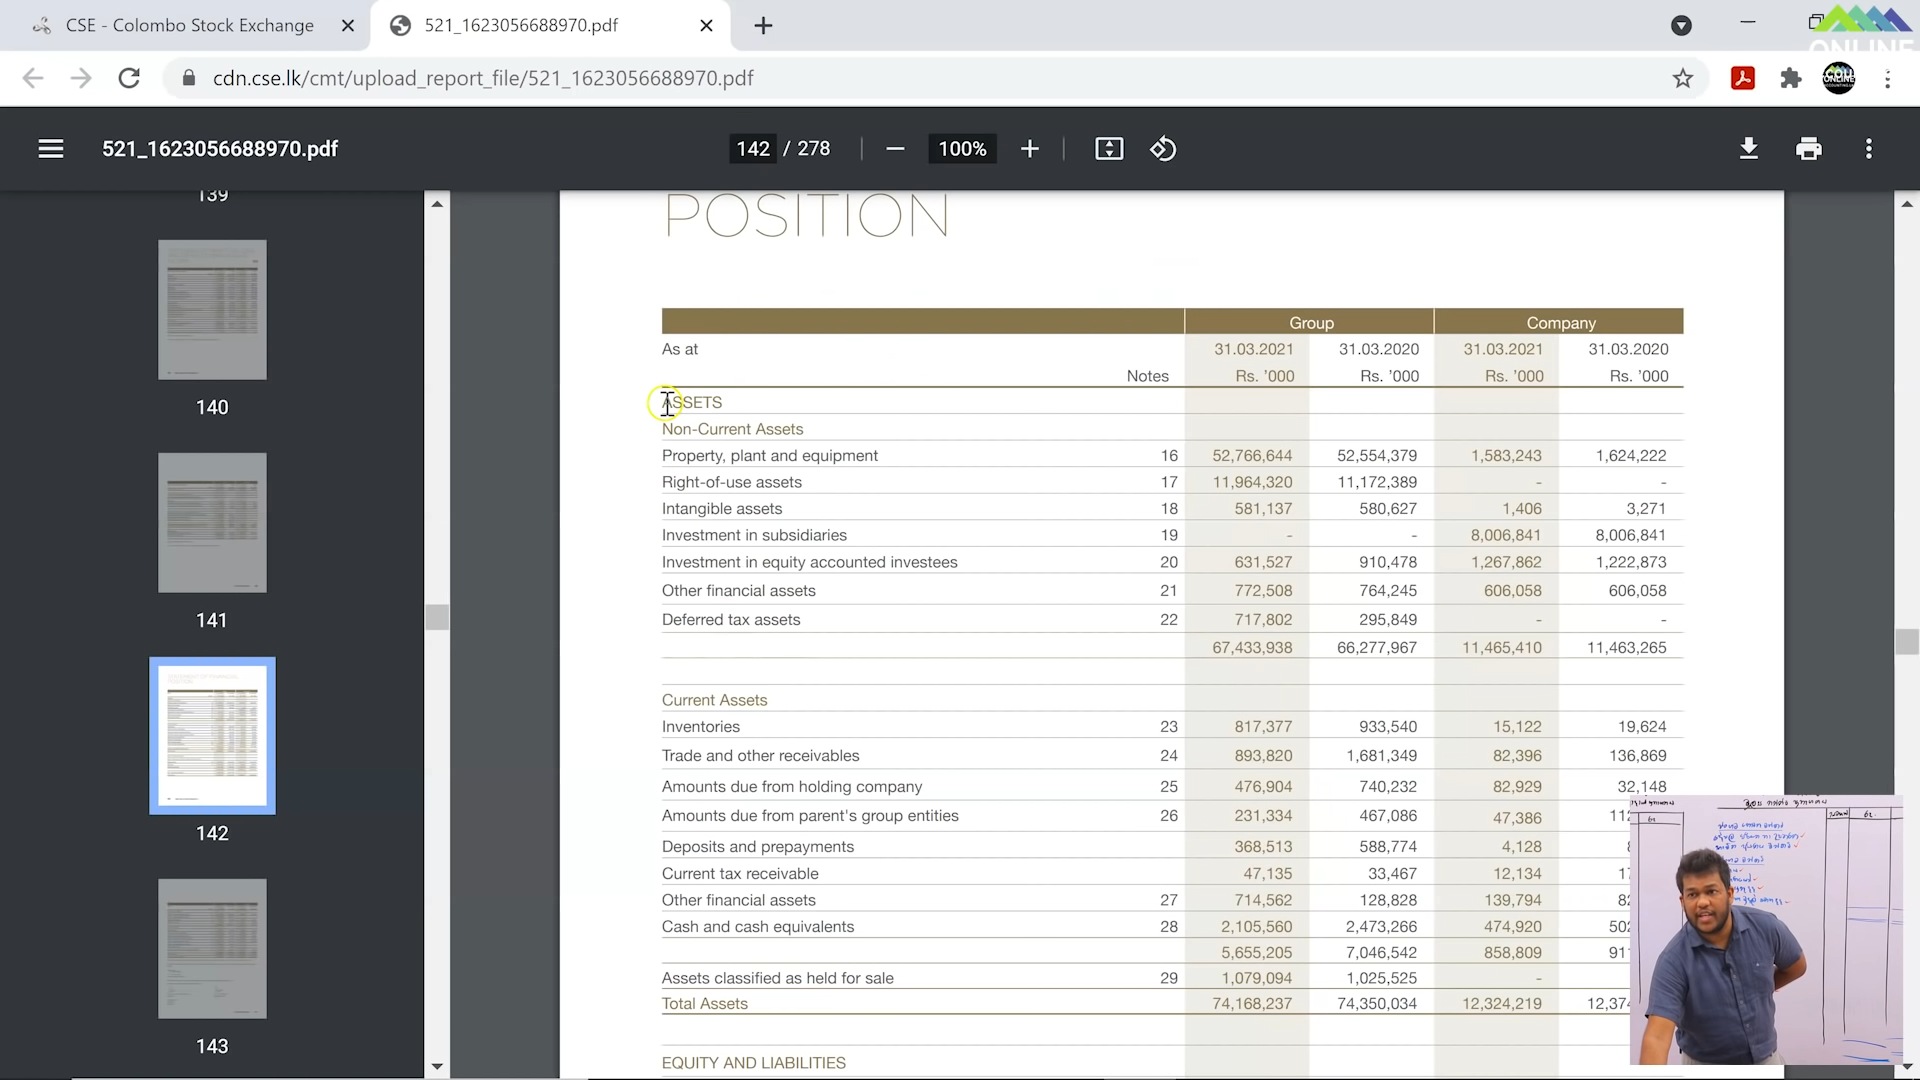 CSE - Colombo Stock Exchange
521_1623056688970.pdf
ONLINE
cdn.cse.lk/cmt/upload_report_file/521_1623056688970.pdf
521_1623056688970.pdf
142 / 278
100%
139
140
141
142
143
POSITION
Group Company
As at 31.03.2021 31.03.2020 31.03.2021 31.03.2020
Notes Rs. ’000 Rs. ’000 Rs. ’000 Rs. ’000
ASSETS
Non-Current Assets
Property, plant and equipment 16 52,766,644 52,554,379 1,583,243 1,624,222
Right-of-use assets 17 11,964,320 11,172,389 - -
Intangible assets 18 581,137 580,627 1,406 3,271
Investment in subsidiaries 19 - - 8,006,841 8,006,841
Investment in equity accounted investees 20 631,527 910,478 1,267,862 1,222,873
Other financial assets 21 772,508 764,245 606,058 606,058
Deferred tax assets 22 717,802 295,849 - -
67,433,938 66,277,967 11,465,410 11,463,265
Current Assets
Inventories 23 817,377 933,540 15,122 19,624
Trade and other receivables 24 893,820 1,681,349 82,396 136,869
Amounts due from holding company 25 476,904 740,232 82,929 32,148
Amounts due from parent's group entities 26 231,334 467,086 47,386
Deposits and prepayments 368,513 588,774 4,128
Current tax receivable 47,135 33,467 12,134
Other financial assets 27 714,562 128,828 139,794
Cash and cash equivalents 28 2,105,560 2,473,266 474,920
5,655,205 7,046,542 858,809
Assets classified as held for sale 29 1,079,094 1,025,525 -
Total Assets 74,168,237 74,350,034 12,324,219
EQUITY AND LIABILITIES